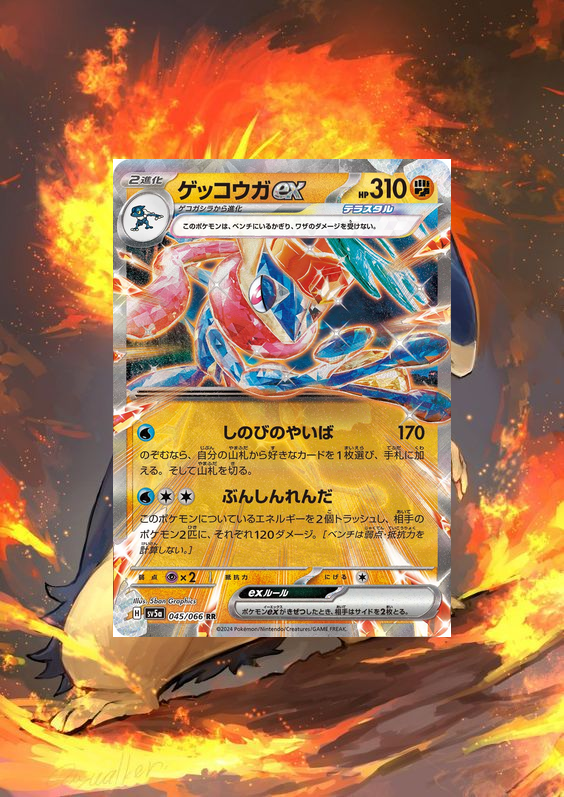 2進化 ゲッコウガex HP310
ゲコガシラから進化 テラスタル
このポケモンは、ベンチにいるかぎり、ワザのダメージを受けない。
しのびのやいば 170
のぞむなら、自分の山札から好きなカードを1枚選び、手札に加
える。そして山札を切る。
ぶんしんれんだ
このポケモンについているエネルギーを2個トラッシュし、相手の
ポケモン2匹に、それぞれ120ダメージ。[ベンチは弱点・抵抗力を
計算しない。]
弱点 ×2 抵抗力 にげる
exルール
ポケモンexがきぜつしたとき、相手はサイドを2枚とる。
Illus. 5ban Graphics
H sv5a 045/066 RR
©2024 Pokémon/Nintendo/Creatures/GAME FREAK.